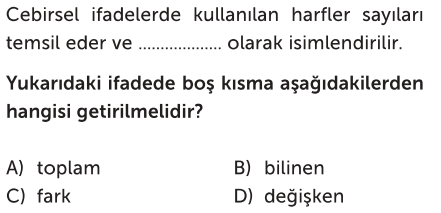 Cebirsel ifadelerde kullanılan harfler sayıları
temsil eder ve ................... olarak isimlendirilir.
Yukarıdaki ifadede boş kısma aşağıdakilerden
hangisi getirilmelidir?
A) toplam B) bilinen
C) fark D) değişken